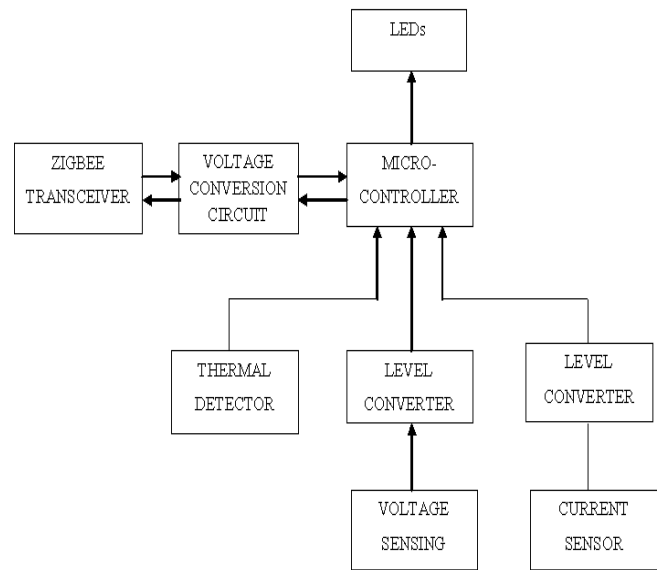 LEDs
ZIGBEE
TRANSCEIVER
VOLTAGE
CONVERSION
CIRCUIT
MICRO-
CONTROLLER
THERMAL
DETECTOR
LEVEL
CONVERTER
LEVEL
CONVERTER
VOLTAGE
SENSING
CURRENT
SENSOR